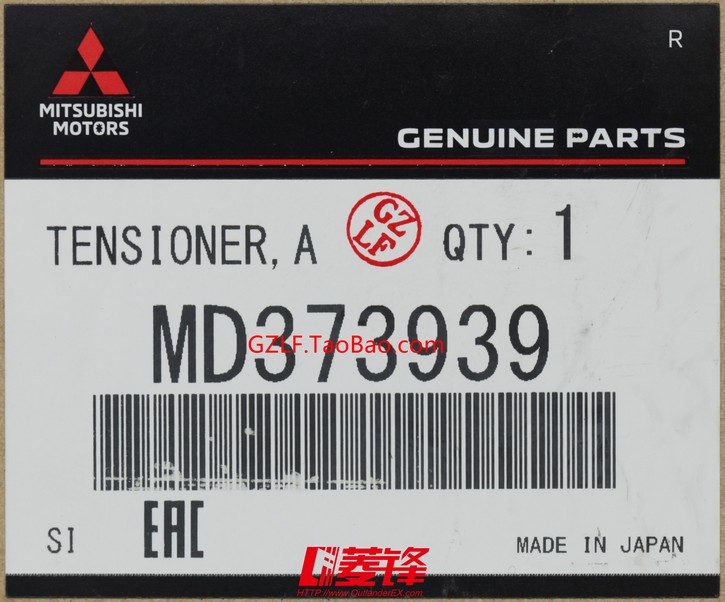 R
MITSUBISHI
MOTORS
GENUINE PARTS
TENSIONER, A
GZ
LF
QTY: 1
MD373939
GZLF.TaoBao.com
SI
EAC
MADE IN JAPAN
菱锋
HTTP://www.OutlanderEX.com